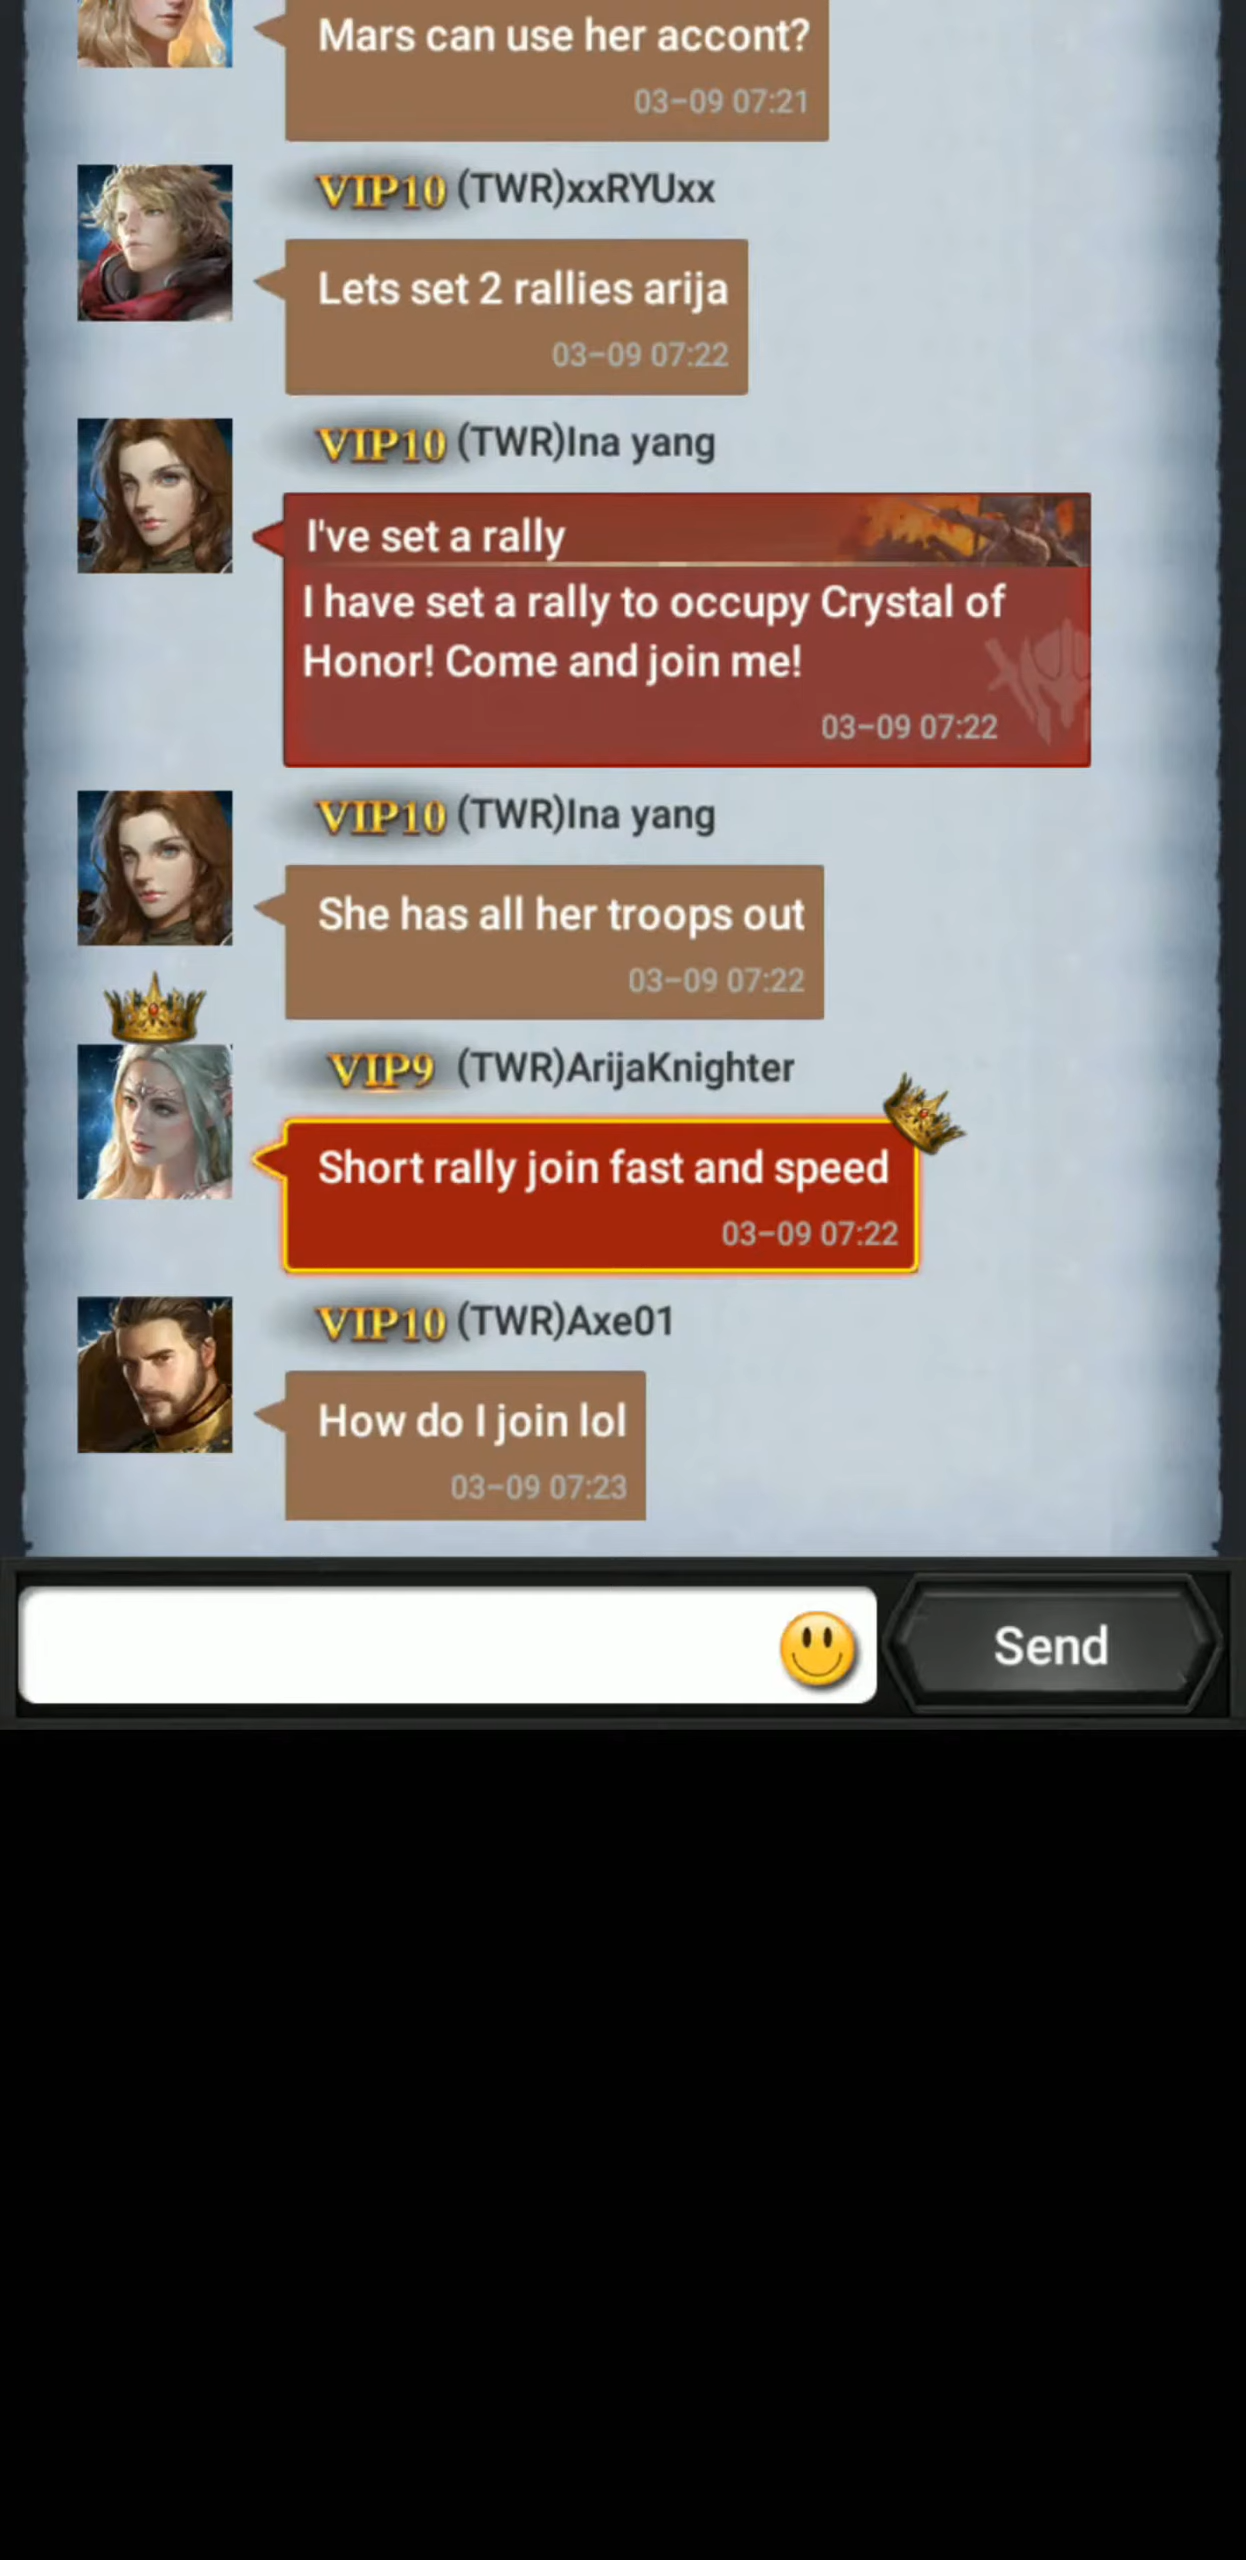 Mars can use her accont?
03-09 07:21
VIP10 (TWR)xxRYUxx
Lets set 2 rallies arija
03-09 07:22
VIP10 (TWR)Ina yang
I've set a rally
I have set a rally to occupy Crystal of
Honor! Come and join me!
03-09 07:22
VIP10 (TWR)Ina yang
She has all her troops out
03-09 07:22
VIP9 (TWR)ArijaKnighter
Short rally join fast and speed
03-09 07:22
VIP10 (TWR)Axe01
How do I join lol
03-09 07:23
Send